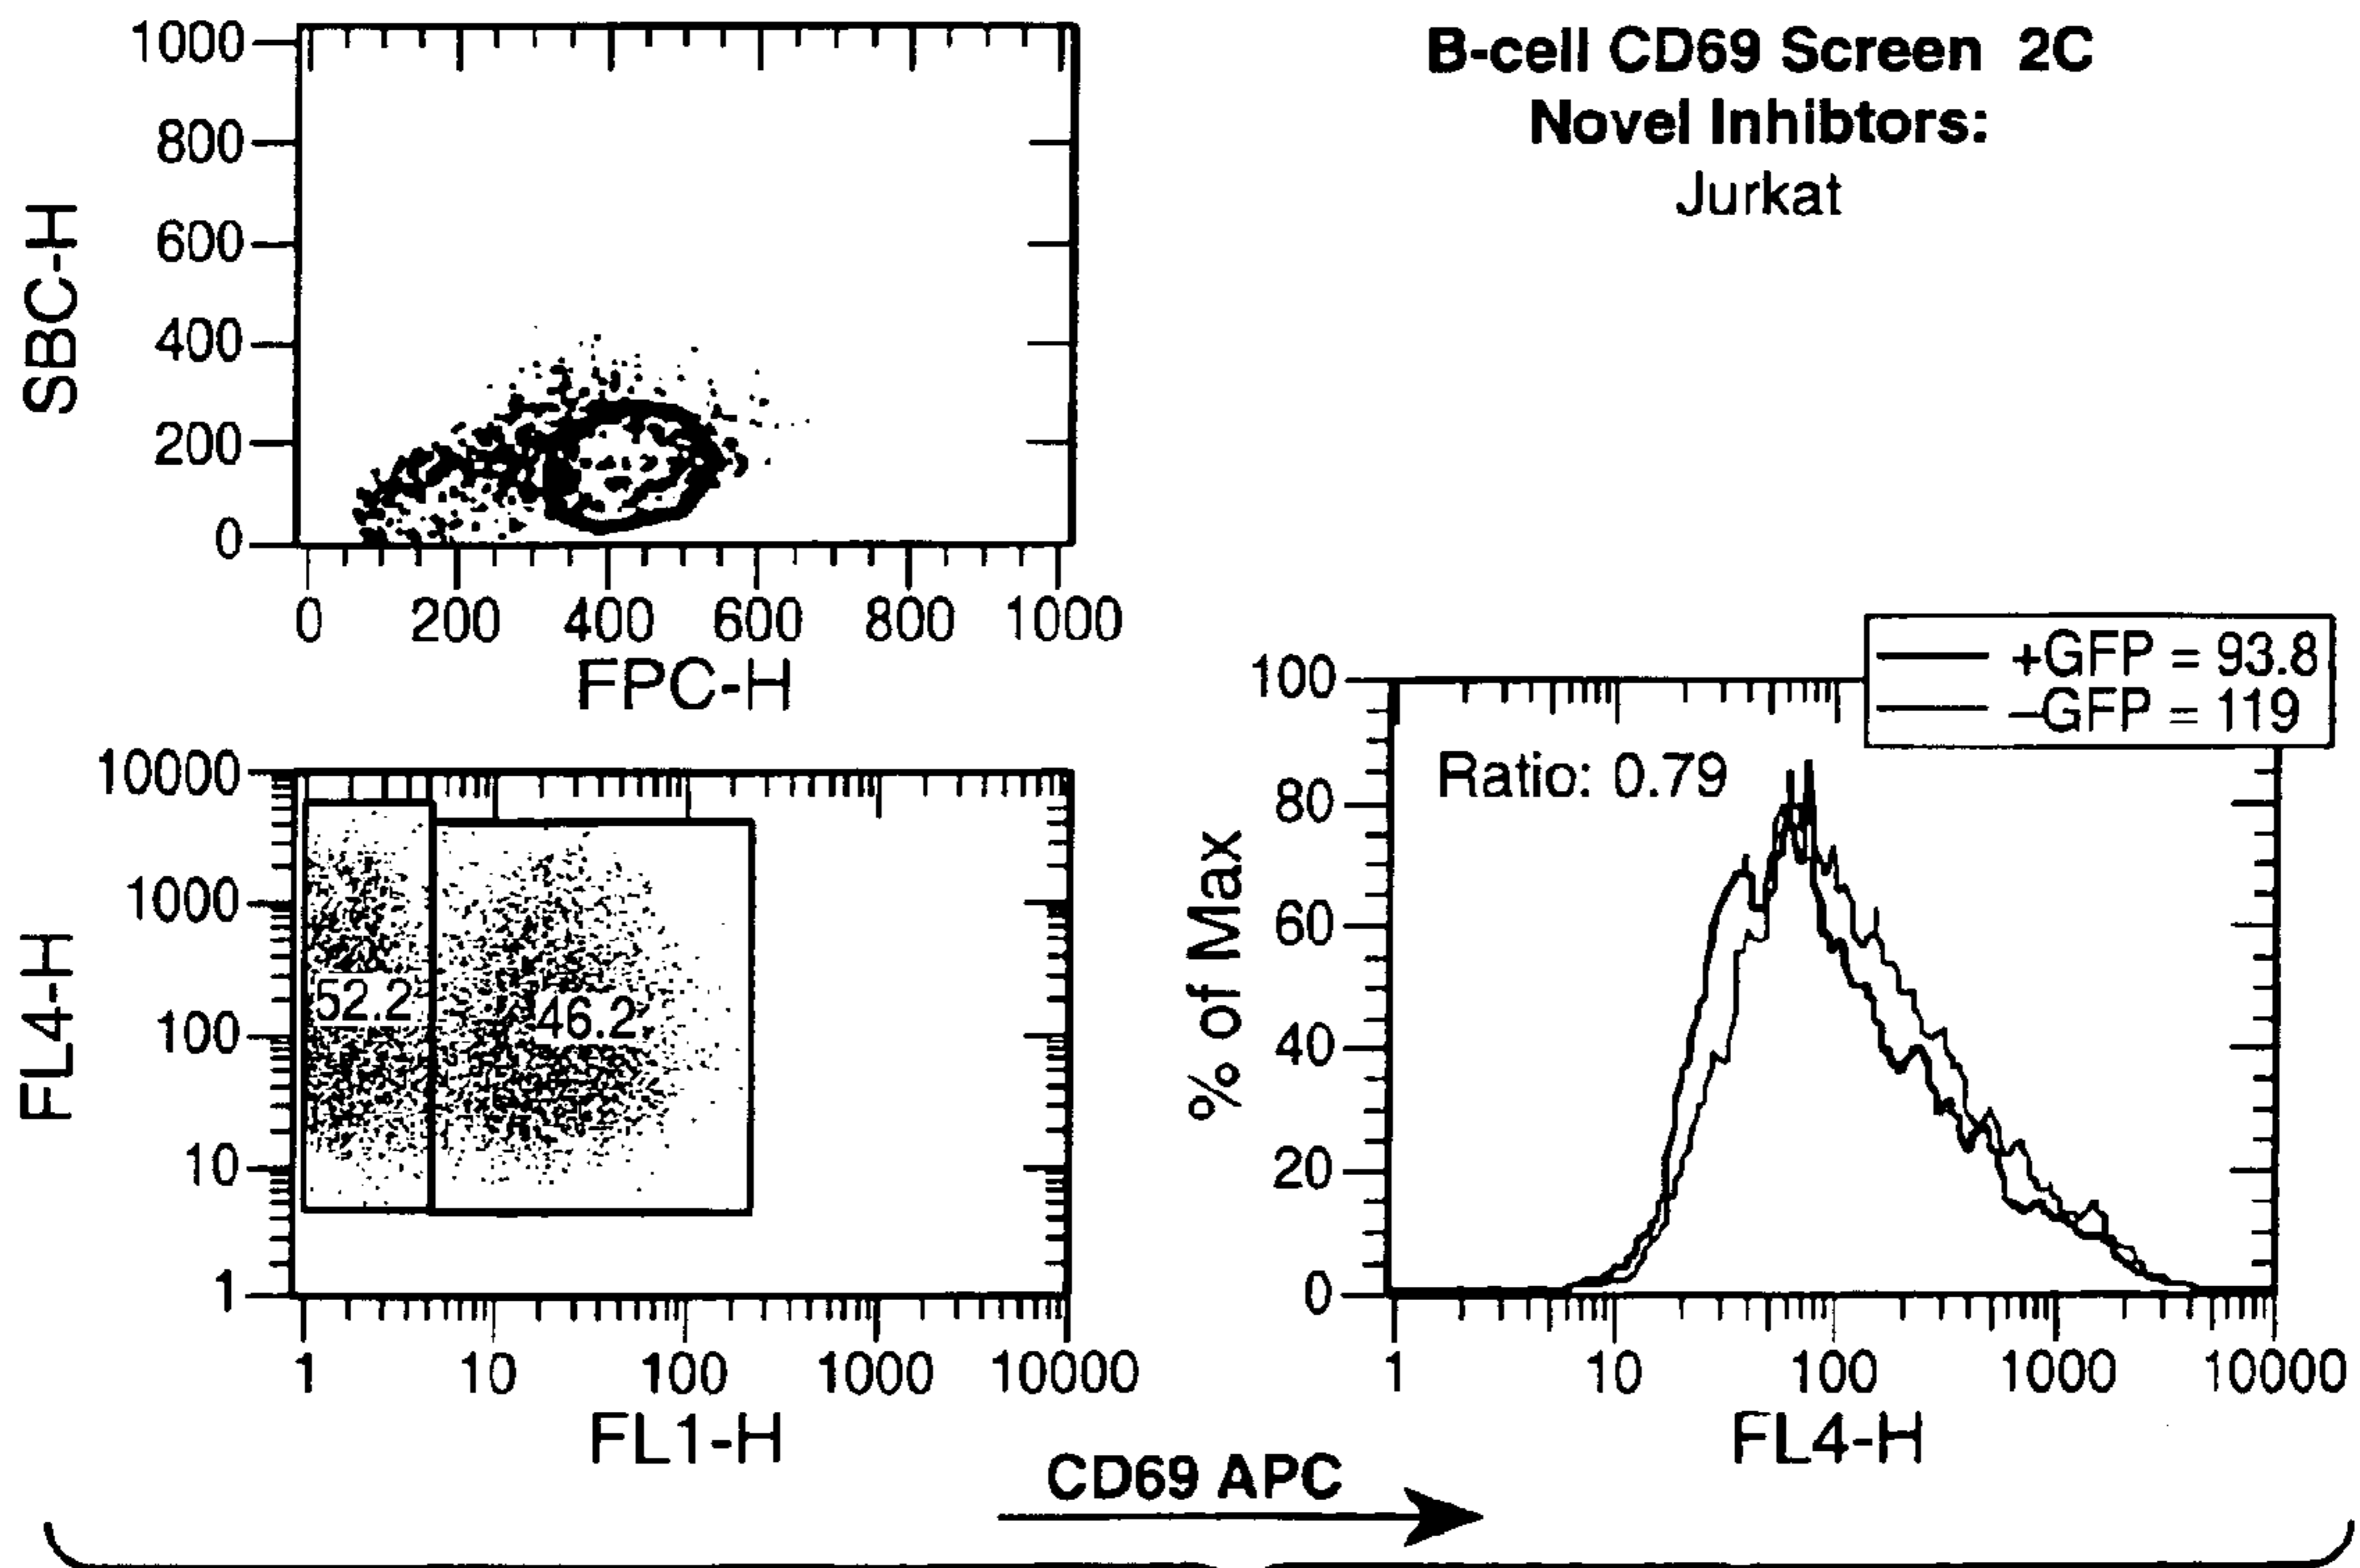 B-cell CD69 Screen 2C
Novel Inhibtors:
Jurkat
1000
800
600
400
200
0
SBC-H
0 200 400 600 800 1000
FPC-H
10000
1000
100
10
1
FL4-H
52.2
46.2
1 10 100 1000 10000
FL1-H
+GFP = 93.8
–GFP = 119
Ratio: 0.79
100
80
60
40
20
0
% of Max
1 10 100 1000 10000
FL4-H
CD69 APC